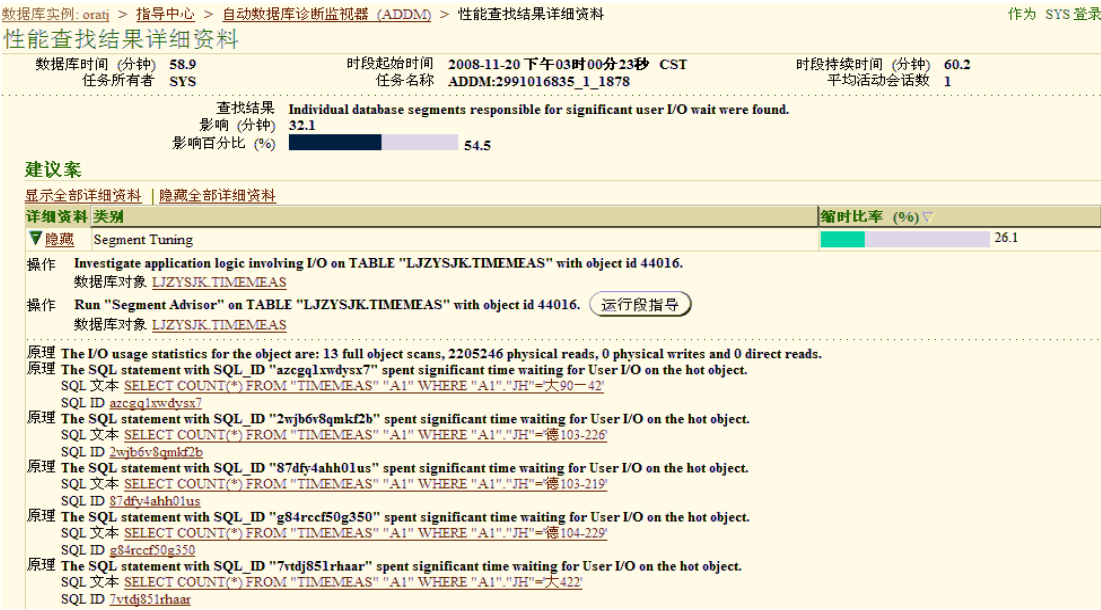 数据库实例: oratj > 指导中心 > 自动数据库诊断监视器 (ADDM) > 性能查找结果详细资料 作为 SYS 登录
性能查找结果详细资料
数据库时间 (分钟) 58.9 时段起始时间 2008-11-20 下午03时00分23秒 CST 时段持续时间 (分钟) 60.2
任务所有者 SYS 任务名称 ADDM:2991016835_1_1878 平均活动会话数 1
查找结果 Individual database segments responsible for significant user I/O wait were found.
影响 (分钟) 32.1
影响百分比 (%) 54.5
建议案
显示全部详细资料 | 隐藏全部详细资料
详细资料 类别 缩时比率 (%)
隐藏 Segment Tuning 26.1
操作 Investigate application logic involving I/O on TABLE "LJZYSJK.TIMEMEAS" with object id 44016.
数据库对象 LJZYSJK.TIMEMEAS
操作 Run "Segment Advisor" on TABLE "LJZYSJK.TIMEMEAS" with object id 44016. 运行段指导
数据库对象 LJZYSJK.TIMEMEAS
原理 The I/O usage statistics for the object are: 13 full object scans, 2205246 physical reads, 0 physical writes and 0 direct reads.
原理 The SQL statement with SQL_ID "azcgq1xwdysx7" spent significant time waiting for User I/O on the hot object.
SQL 文本 SELECT COUNT(*) FROM "TIMEMEAS" "A1" WHERE "A1"."JH"='大90－42'
SQL ID azcgq1xwdysx7
原理 The SQL statement with SQL_ID "2wjb6v8qmkf2b" spent significant time waiting for User I/O on the hot object.
SQL 文本 SELECT COUNT(*) FROM "TIMEMEAS" "A1" WHERE "A1"."JH"='德103-226'
SQL ID 2wjb6v8qmkf2b
原理 The SQL statement with SQL_ID "87dfy4ahh01us" spent significant time waiting for User I/O on the hot object.
SQL 文本 SELECT COUNT(*) FROM "TIMEMEAS" "A1" WHERE "A1"."JH"='德103-219'
SQL ID 87dfy4ahh01us
原理 The SQL statement with SQL_ID "g84rccf50g350" spent significant time waiting for User I/O on the hot object.
SQL 文本 SELECT COUNT(*) FROM "TIMEMEAS" "A1" WHERE "A1"."JH"='德104-229'
SQL ID g84rccf50g350
原理 The SQL statement with SQL_ID "7vtdj851rhaar" spent significant time waiting for User I/O on the hot object.
SQL 文本 SELECT COUNT(*) FROM "TIMEMEAS" "A1" WHERE "A1"."JH"='大422'
SQL ID 7vtdj851rhaar